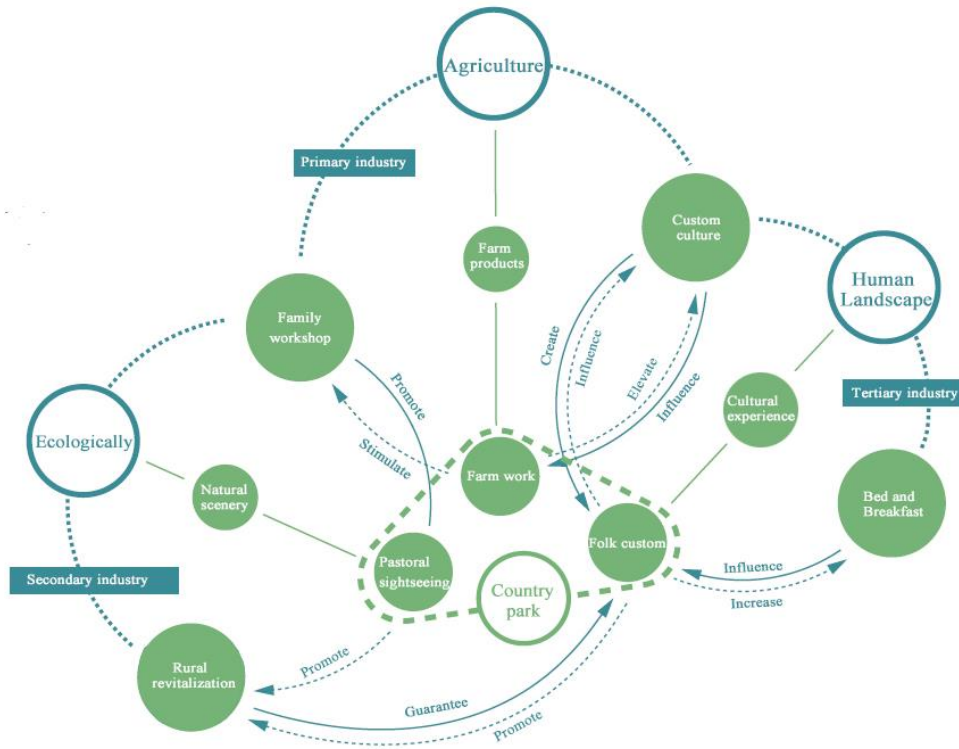 Agriculture
Primary industry
Custom
culture
Farm
products
Human
Landscape
Family
workshop
Create
Influence
Elevate
Influence
Promote
Stimulate
Tertiary industry
Cultural
experience
Ecologically
Farm work
Natural
scenery
Bed and
Breakfast
Folk custom
Pastoral
sightseeing
Secondary industry
Country
park
Influence
Increase
Promote
Rural
revitalization
Guarantee
Promote